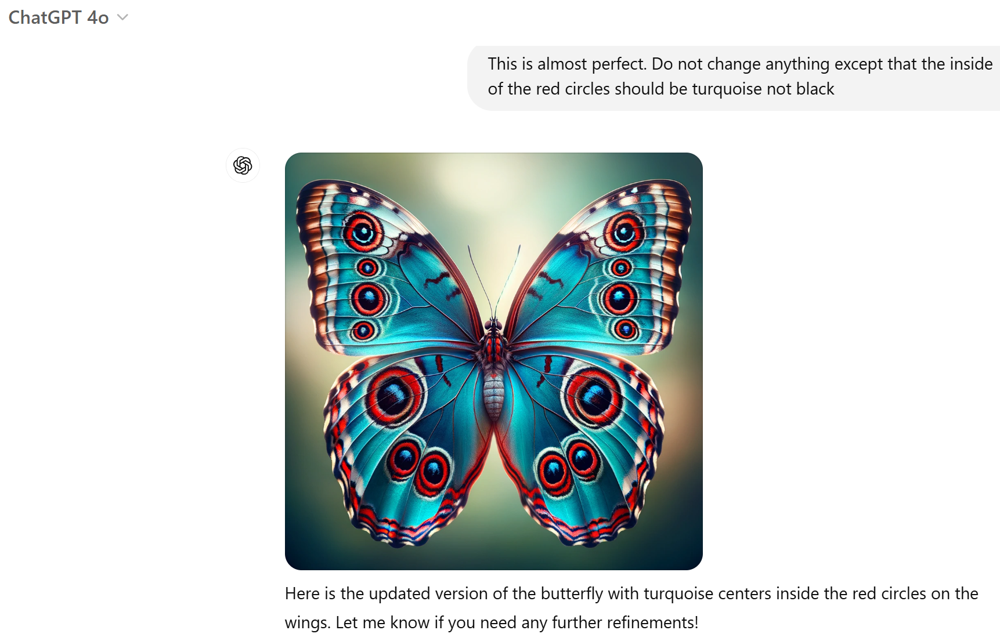 ChatGPT 4o
This is almost perfect. Do not change anything except that the inside
of the red circles should be turquoise not black
Here is the updated version of the butterfly with turquoise centers inside the red circles on the
wings. Let me know if you need any further refinements!